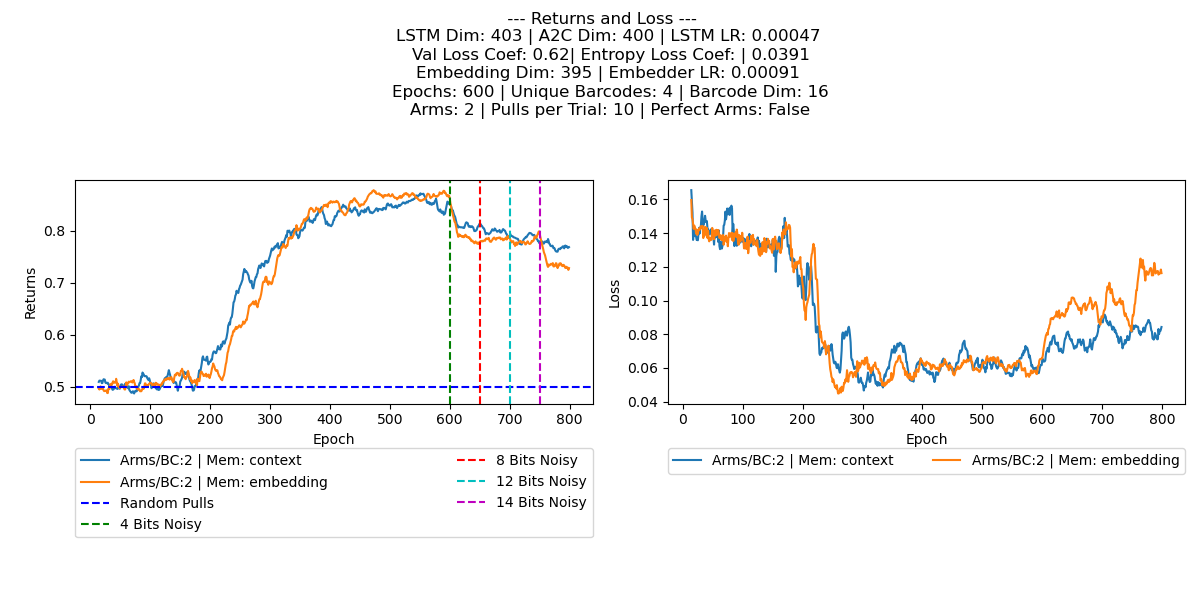 --- Returns and Loss ---
LSTM Dim: 403 | A2C Dim: 400 | LSTM LR: 0.00047
Val Loss Coef: 0.62| Entropy Loss Coef: | 0.0391
Embedding Dim: 395 | Embedder LR: 0.00091
Epochs: 600 | Unique Barcodes: 4 | Barcode Dim: 16
Arms: 2 | Pulls per Trial: 10 | Perfect Arms: False
Returns
0.8
0.7
0.6
0.5
0 100 200 300 400 500 600 700 800
Epoch
Arms/BC:2 | Mem: context
Arms/BC:2 | Mem: embedding
Random Pulls
4 Bits Noisy
8 Bits Noisy
12 Bits Noisy
14 Bits Noisy
Loss
0.16
0.14
0.12
0.10
0.08
0.06
0.04
0 100 200 300 400 500 600 700 800
Epoch
Arms/BC:2 | Mem: context
Arms/BC:2 | Mem: embedding